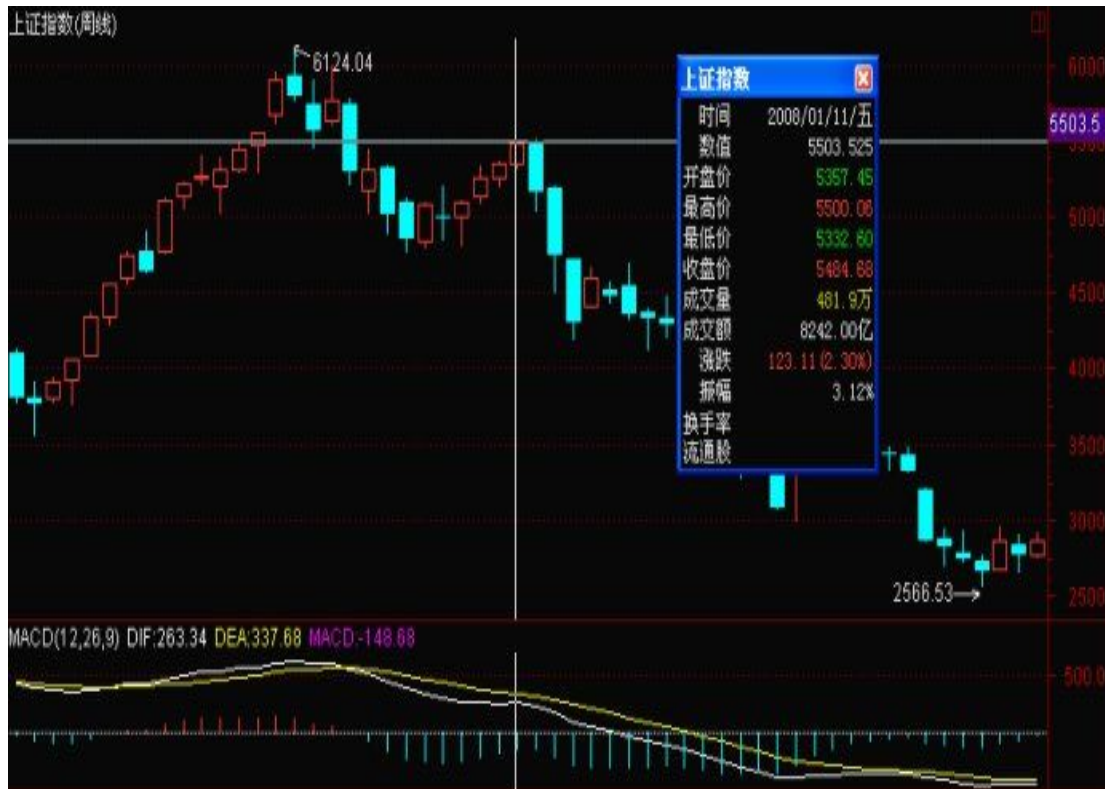 上证指数(周线)
6124.04
6000
5503.5
5000
4500
4000
3500
3000
2500
上证指数
时间 2008/01/11/五
数值 5503.525
开盘价 5357.45
最高价 5500.06
最低价 5332.60
收盘价 5484.68
成交量 481.9万
成交额 8242.00亿
涨跌 123.11(2.30%)
振幅 3.12%
换手率
流通股
2566.53
MACD(12,26,9) DIF:263.34 DEA:337.68 MACD:-148.68
500.0